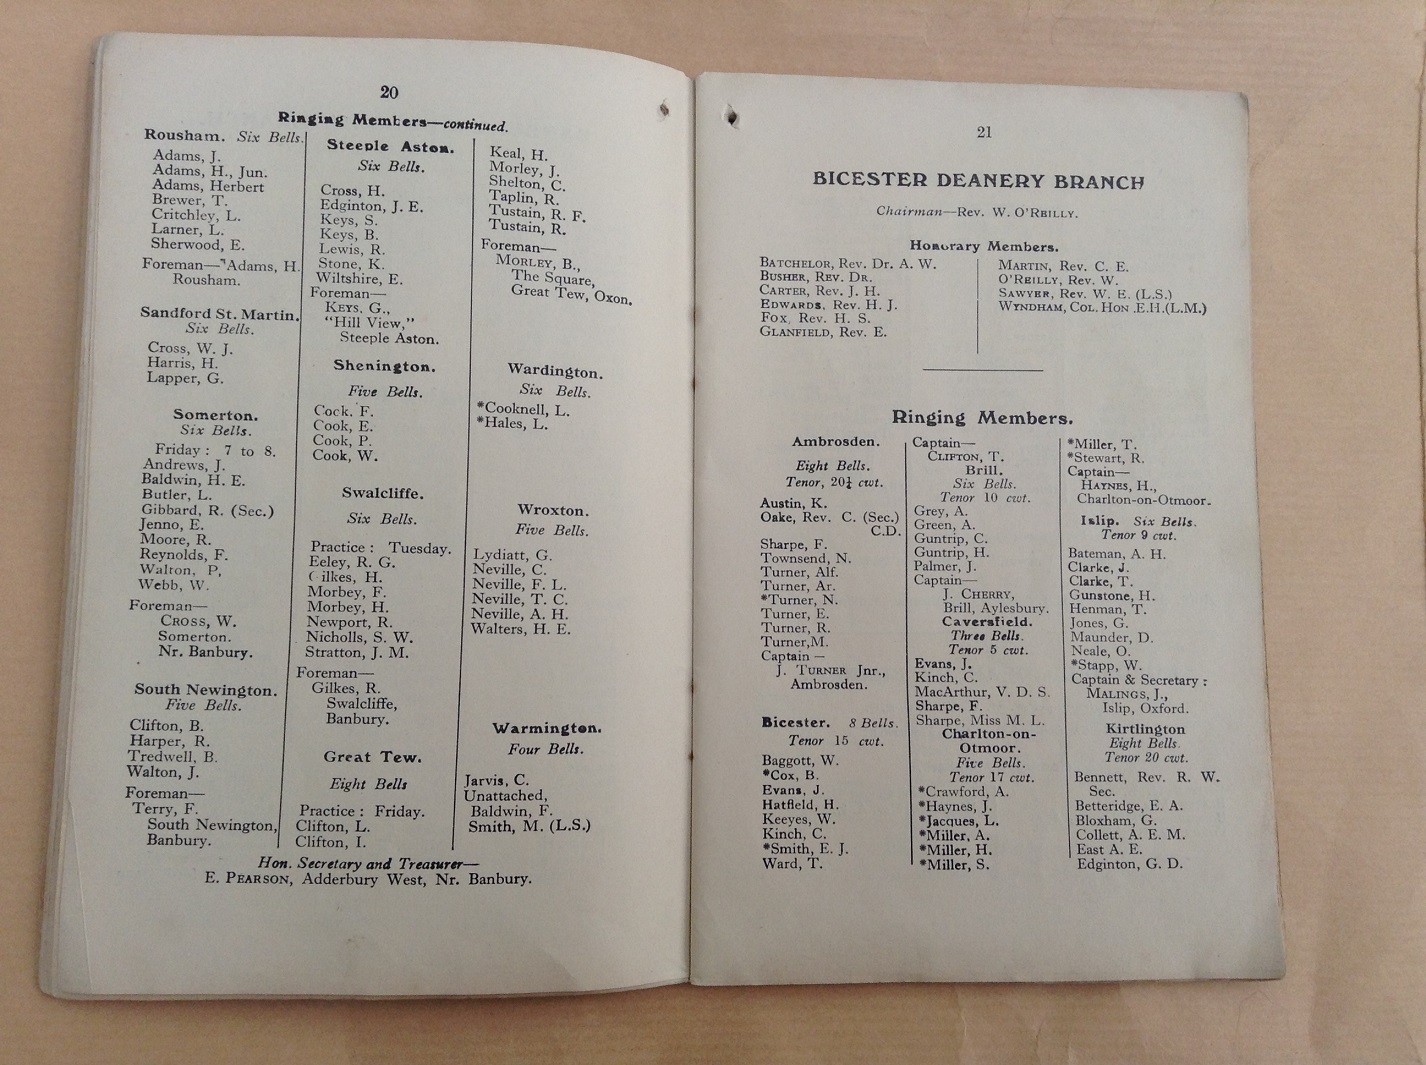 20
Ringing Members—continued.
Rousham. Six Bells.
Adams, J.
Adams, H., Jun.
Adams, Herbert
Brewer, T.
Critchley, L.
Larner, L.
Sherwood, E.
Foreman—Adams, H.
Rousham.
Sandford St. Martin.
Six Bells.
Cross, W. J.
Harris, H.
Lapper, G.
Somerton.
Six Bells.
Friday : 7 to 8.
Andrews, J.
Baldwin, H. E.
Butler, L.
Gibbard, R. (Sec.)
Jenno, E.
Moore, R.
Reynolds, F.
Walton, P,
Webb, W.
Foreman—
CROSS, W.
Somerton.
Nr. Banbury.
South Newington.
Five Bells.
Clifton, B.
Harper, R.
Tredwell, B.
Walton, J.
Foreman—
Terry, F.
South Newington,
Banbury.
Steeple Aston.
Six Bells.
Cross, H.
Edginton, J. E.
Keys, S.
Keys, B.
Lewis, R.
Stone, K.
Wiltshire, E.
Foreman—
KEYS, G.,
"Hill View,"
Steeple Aston.
Shenington.
Five Bells.
Cock. F.
Cook, E.
Cook, P.
Cook, W.
Swalcliffe.
Six Bells.
Practice : Tuesday.
Eeley, R. G.
Gilkes, H.
Morbey, F.
Morbey, H.
Newport, R.
Nicholls, S. W.
Stratton, J. M.
Foreman—
Gilkes, R.
Swalcliffe,
Banbury.
Great Tew.
Eight Bells
Practice : Friday.
Clifton, L.
Clifton, I.
Keal, H.
Morley, J.
Shelton, C.
Taplin, R.
Tustain, R. F.
Tustain, R.
Foreman—
MORLEY, B.,
The Square,
Great Tew, Oxon.
Wardington.
Six Bells.
*Cooknell, L.
*Hales, L.
Wroxton.
Five Bells.
Lydiatt, G.
Neville, C.
Neville, F. L.
Neville, T. C.
Neville, A. H.
Walters, H. E.
Warmington.
Four Bells.
Jarvis, C.
Unattached,
Baldwin, F.
Smith, M. (L.S.)
Hon. Secretary and Treasurer—
E. PEARSON, Adderbury West, Nr. Banbury.
21
BICESTER DEANERY BRANCH
Chairman—Rev. W. O'REILLY.
Honorary Members.
BATCHELOR, Rev. Dr. A. W.
BUSHER, REV. DR.
CARTER, REV. J. H.
EDWARDS, Rev. H. J.
FOX, Rev. H. S.
GLANFIELD, Rev. E.
MARTIN, Rev. C. E.
O'REILLY, Rev. W.
SAWYER, Rev. W. E. (L.S.)
WYNDHAM, COL. HON .E.H.(L.M.)
Ringing Members.
Ambrosden.
Eight Bells.
Tenor, 20¼ cwt.
Austin, K.
Oake, Rev. C. (Sec.)
C.D.
Sharpe, F.
Townsend, N.
Turner, Alf.
Turner, Ar.
*Turner, N.
Turner, E.
Turner, R.
Turner,M.
Captain —
J. TURNER Jnr.,
Ambrosden.
Bicester. 8 Bells.
Tenor 15 cwt.
Baggott, W.
*Cox, B.
Evans, J.
Hatfield, H.
Keeyes, W.
Kinch, C.
*Smith, E. J.
Ward, T.
Captain—
CLIFTON, T.
Brill.
Six Bells.
Tenor 10 cwt.
Grey, A.
Green, A.
Guntrip, C.
Guntrip, H.
Palmer, J.
Captain—
J. CHERRY,
Brill, Aylesbury.
Caversfield.
Three Bells.
Tenor 5 cwt.
Evans, J.
Kinch, C.
MacArthur, V. D. S.
Sharpe, F.
Sharpe, Miss M. L.
Charlton-on-
Otmoor.
Five Bells.
Tenor 17 cwt.
*Crawford, A.
*Haynes, J.
*Jacques, L.
*Miller, A.
*Miller, H.
*Miller, S.
*Miller, T.
*Stewart, R.
Captain—
HAYNES, H.,
Charlton-on-Otmoor.
Islip. Six Bells.
Tenor 9 cwt.
Bateman, A. H.
Clarke, J.
Clarke, T.
Gunstone, H.
Henman, T.
Jones, G.
Maunder, D.
Neale, O.
*Stapp, W.
Captain & Secretary :
MALINGS, J.,
Islip, Oxford.
Kirtlington
Eight Bells.
Tenor 20 cwt.
Bennett, Rev. R. W.
Sec.
Betteridge, E. A.
Bloxham, G.
Collett, A. E. M.
East A. E.
Edginton, G. D.